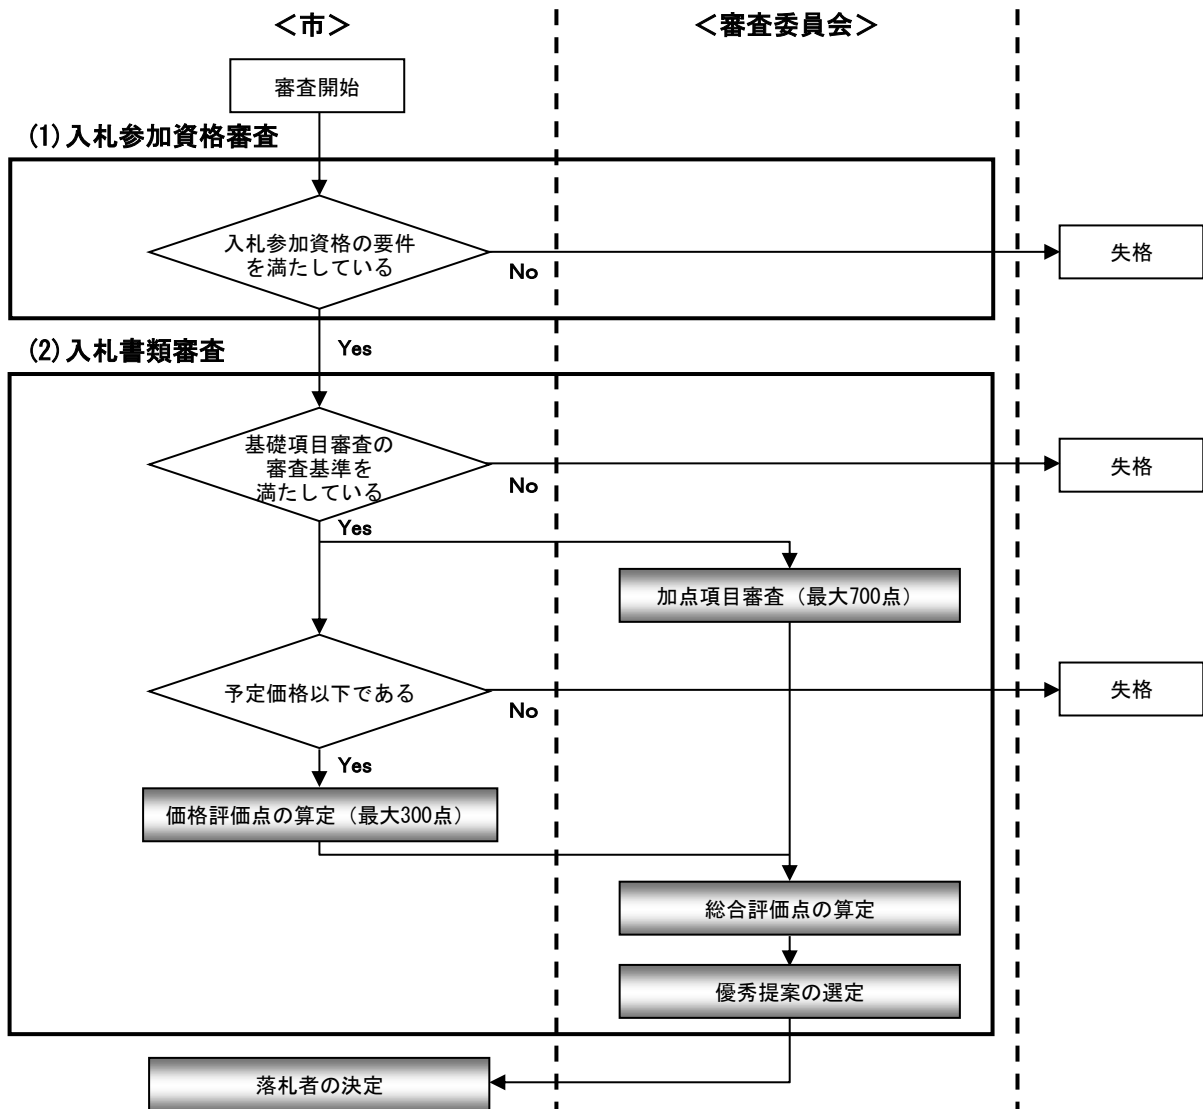 ＜市＞
＜審査委員会＞
審査開始
(1)入札参加資格審査
入札参加資格の要件
を満たしている
No
失格
Yes
(2)入札書類審査
基礎項目審査の
審査基準を
満たしている
No
失格
Yes
加点項目審査（最大700点）
予定価格以下である
No
失格
Yes
価格評価点の算定（最大300点）
総合評価点の算定
優秀提案の選定
落札者の決定